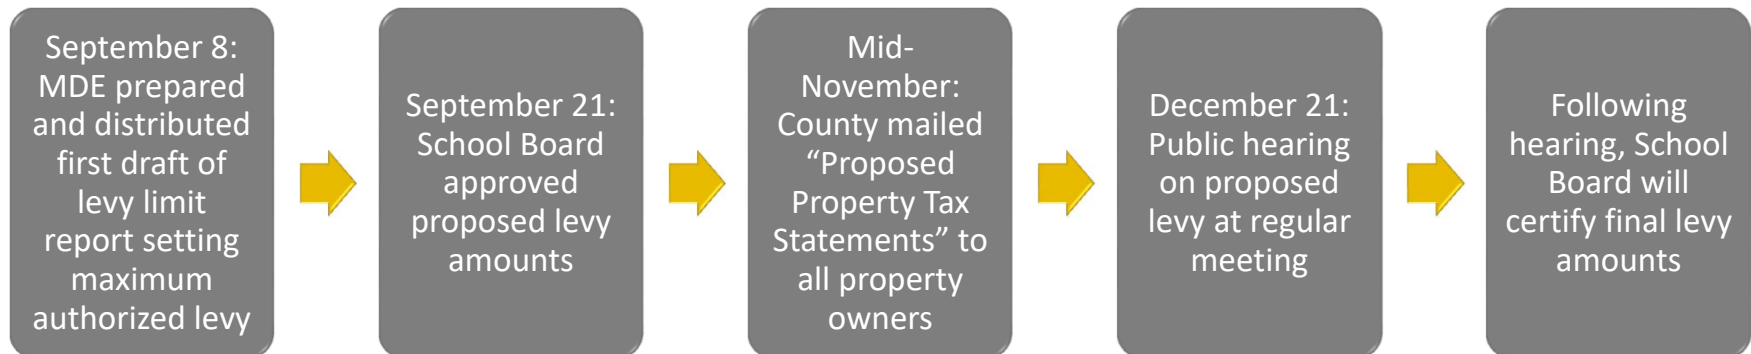 September 8:
MDE prepared
and distributed
first draft of
levy limit
report setting
maximum
authorized levy
September 21:
School Board
approved
proposed levy
amounts
Mid-
November:
County mailed
“Proposed
Property Tax
Statements” to
all property
owners
December 21:
Public hearing
on proposed
levy at regular
meeting
Following
hearing, School
Board will
certify final levy
amounts